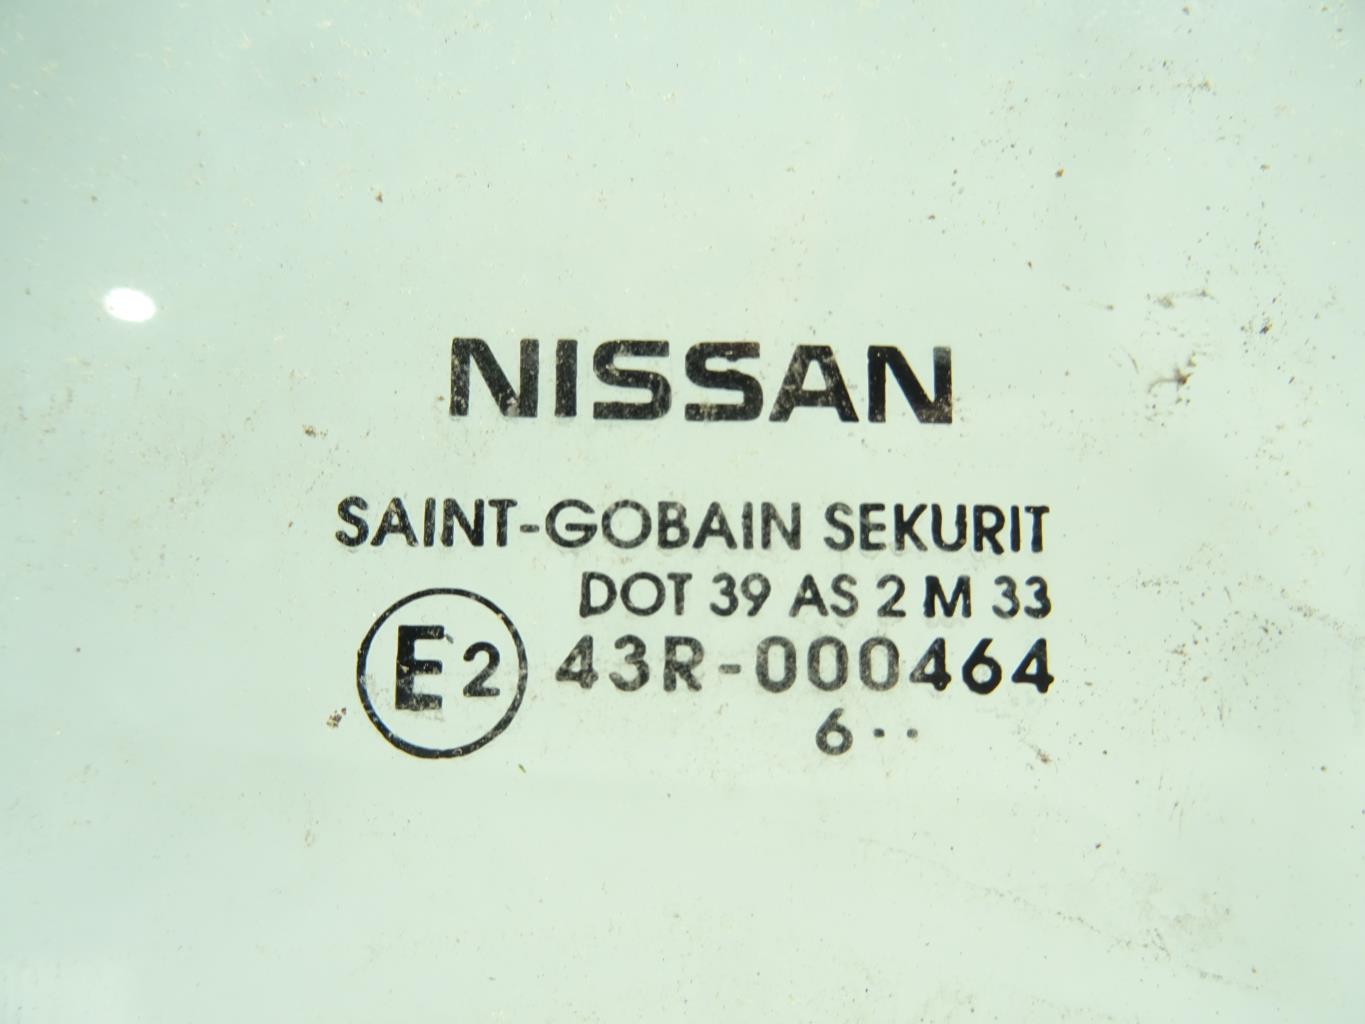 NISSAN
SAINT-GOBAIN SEKURIT
DOT 39 AS 2 M 33
E2 43R-000464
6··